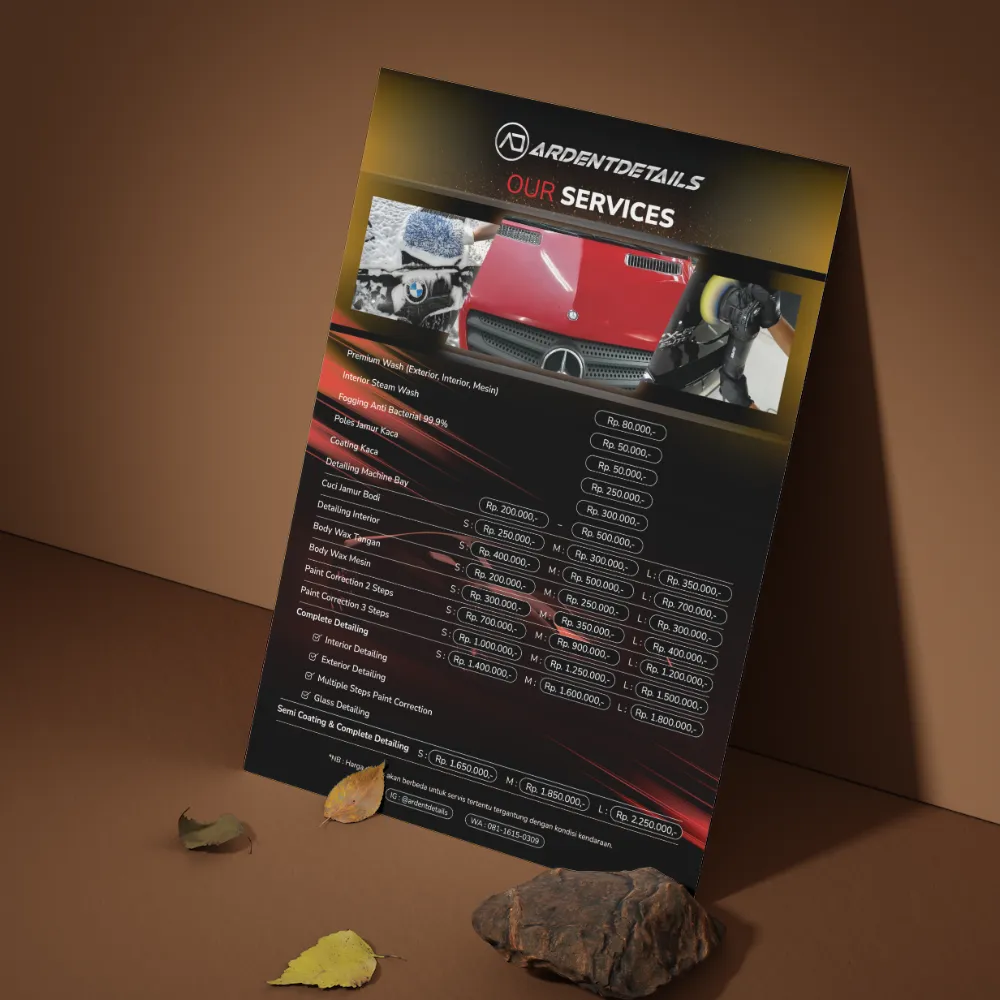 ARDENTDETAILS
OUR SERVICES
Premium Wash (Exterior, Interior, Mesin) Rp. 80.000,-
Interior Steam Wash Rp. 50.000,-
Fogging Anti Bacterial 99.9% Rp. 50.000,-
Poles Jamur Kaca Rp. 250.000,-
Coating Kaca Rp. 300.000,-
Detailing Machine Bay Rp. 200.000,- – Rp. 500.000,-
Cuci Jamur Bodi S : Rp. 250.000,- M : Rp. 300.000,- L : Rp. 350.000,-
Detailing Interior S : Rp. 400.000,- M : Rp. 500.000,- L : Rp. 700.000,-
Body Wax Tangan S : Rp. 200.000,- M : Rp. 250.000,- L : Rp. 300.000,-
Body Wax Mesin S : Rp. 300.000,- M : Rp. 350.000,- L : Rp. 400.000,-
Paint Correction 2 Steps S : Rp. 700.000,- M : Rp. 900.000,- L : Rp. 1.200.000,-
Paint Correction 3 Steps S : Rp. 1.000.000,- M : Rp. 1.250.000,- L : Rp. 1.500.000,-
Complete Detailing S : Rp. 1.400.000,- M : Rp. 1.600.000,- L : Rp. 1.800.000,-
Interior Detailing
Exterior Detailing
Multiple Steps Paint Correction
Glass Detailing
Semi Coating & Complete Detailing S : Rp. 1.650.000,- M : Rp. 1.850.000,- L : Rp. 2.250.000,-
*NB : Harga akan berbeda untuk servis tertentu tergantung dengan kondisi kendaraan.
IG : @ardentdetails WA : 081-1615-0309